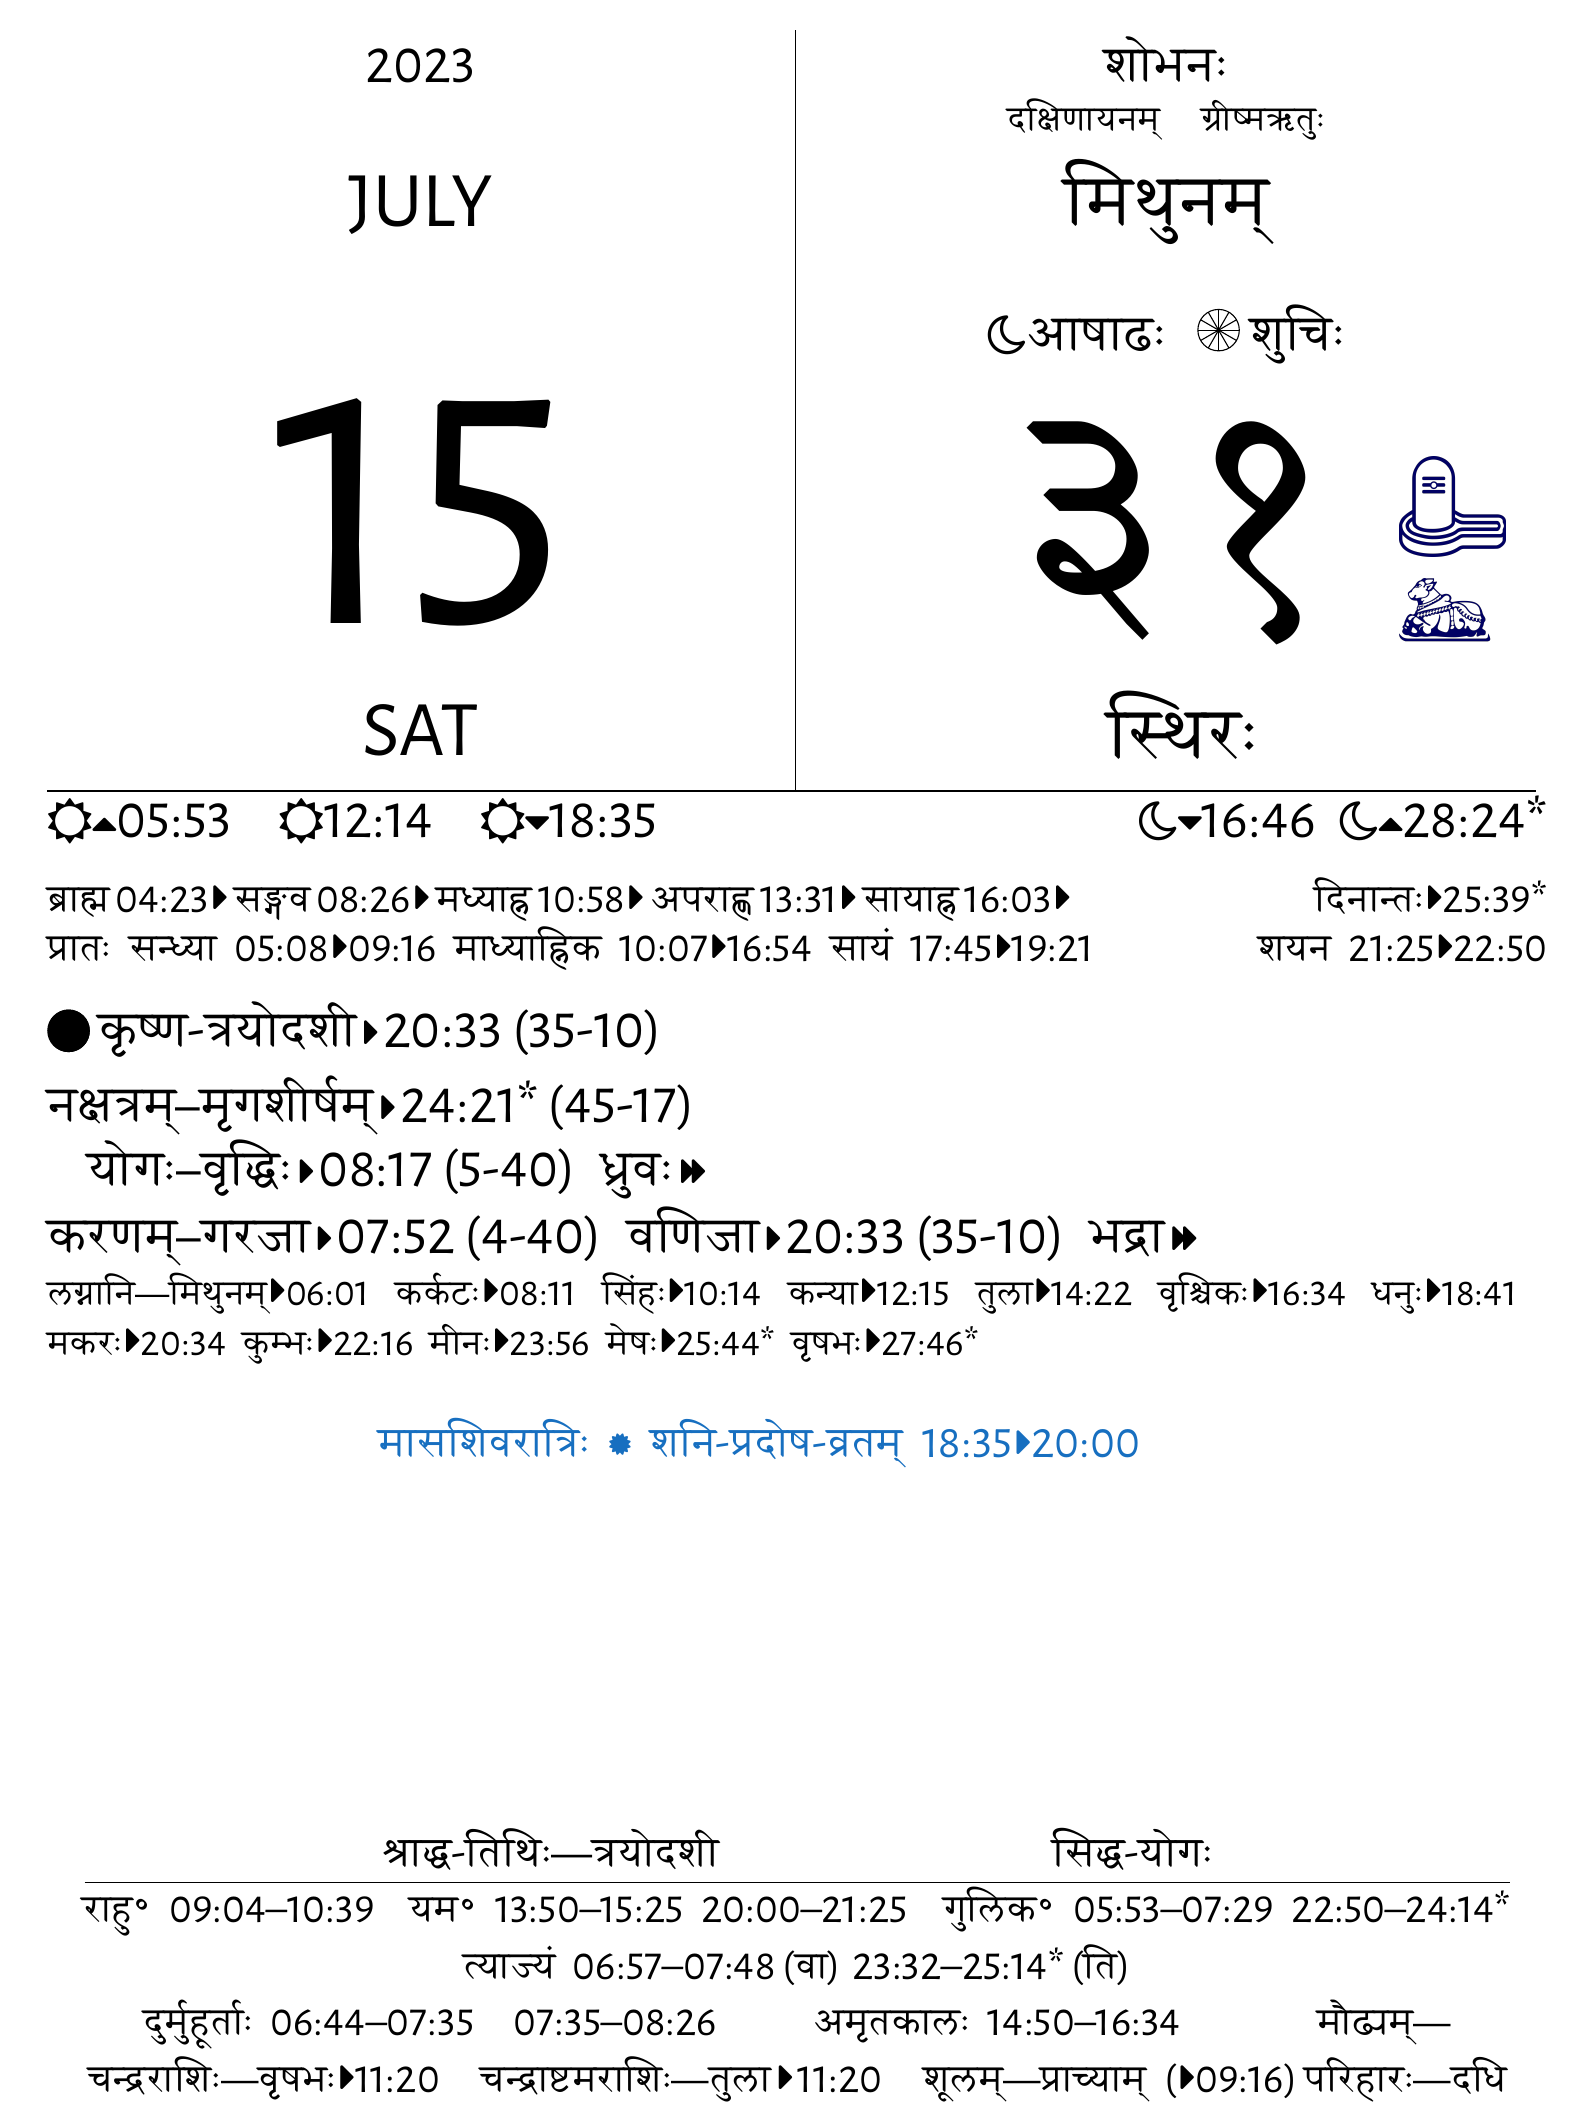 2023
JULY
15
SAT
शोभनः
दक्षिणायनम् ग्रीष्मऋतुः
मिथुनम्
आषाढः शुचिः
३१
स्थिरः
05:53 12:14 18:35 16:46 28:24*
ब्राह्म 04:23 सङ्गव 08:26 मध्याह्न 10:58 अपराह्ण 13:31 सायाह्न 16:03 दिनान्तः 25:39*
प्रातः सन्ध्या 05:08 09:16 माध्याह्निक 10:07 16:54 सायं 17:45 19:21 शयन 21:25 22:50
कृष्ण-त्रयोदशी 20:33 (35-10)
नक्षत्रम्–मृगशीर्षम् 24:21* (45-17)
योगः–वृद्धिः 08:17 (5-40) ध्रुवः
करणम्–गरजा 07:52 (4-40) वणिजा 20:33 (35-10) भद्रा
लग्नानि—मिथुनम् 06:01 कर्कटः 08:11 सिंहः 10:14 कन्या 12:15 तुला 14:22 वृश्चिकः 16:34 धनुः 18:41
मकरः 20:34 कुम्भः 22:16 मीनः 23:56 मेषः 25:44* वृषभः 27:46*
मासशिवरात्रिः शनि-प्रदोष-व्रतम् 18:35 20:00
श्राद्ध-तिथिः—त्रयोदशी सिद्ध-योगः
राहु॰ 09:04–10:39 यम॰ 13:50–15:25 20:00–21:25 गुलिक॰ 05:53–07:29 22:50–24:14*
त्याज्यं 06:57–07:48 (वा) 23:32–25:14* (ति)
दुर्मुहूर्ताः 06:44–07:35 07:35–08:26 अमृतकालः 14:50–16:34 मौढ्यम्—
चन्द्रराशिः—वृषभः 11:20 चन्द्राष्टमराशिः—तुला 11:20 शूलम्—प्राच्याम् (09:16) परिहारः—दधि